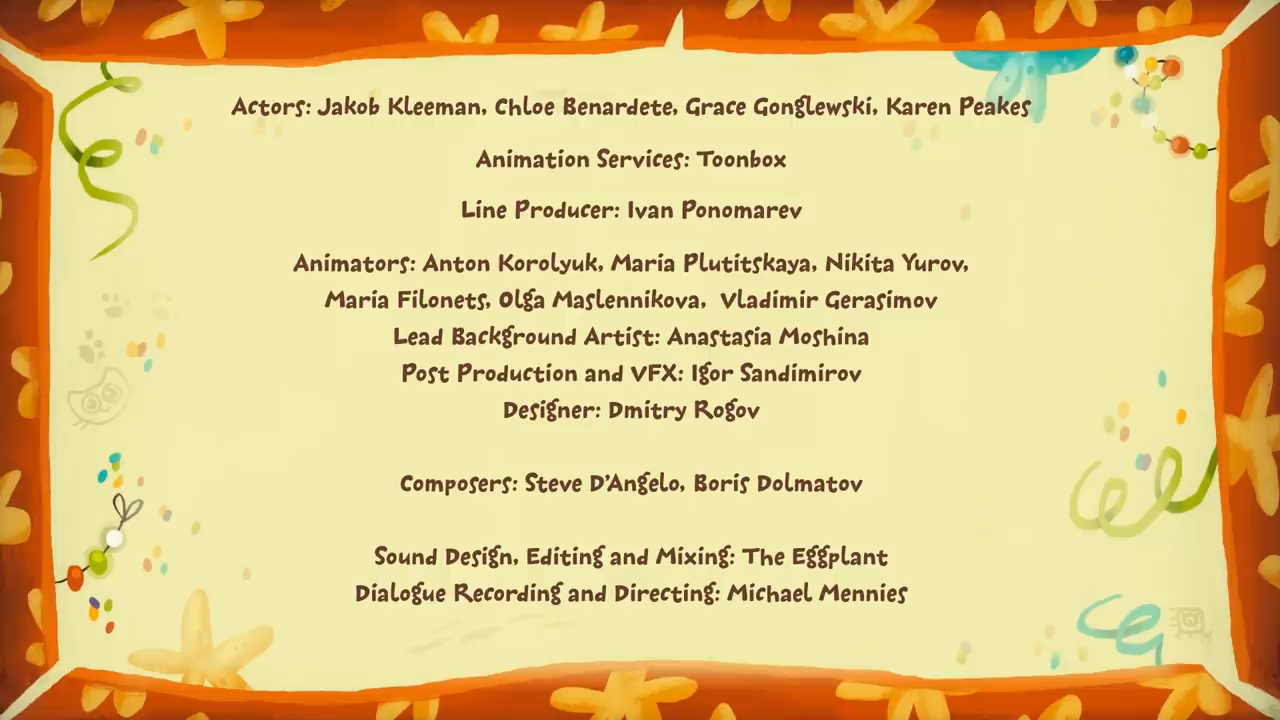 Actors: Jakob Kleeman, Chloe Benardete, Grace Gonglewski, Karen Peakes
Animation Services: Toonbox
Line Producer: Ivan Ponomarev
Animators: Anton Korolyuk, Maria Plutitskaya, Nikita Yurov,
Maria Filonets, Olga Maslennikova, Vladimir Gerasimov
Lead Background Artist: Anastasia Moshina
Post Production and VFX: Igor Sandimirov
Designer: Dmitry Rogov
Composers: Steve D'Angelo, Boris Dolmatov
Sound Design, Editing and Mixing: The Eggplant
Dialogue Recording and Directing: Michael Mennies